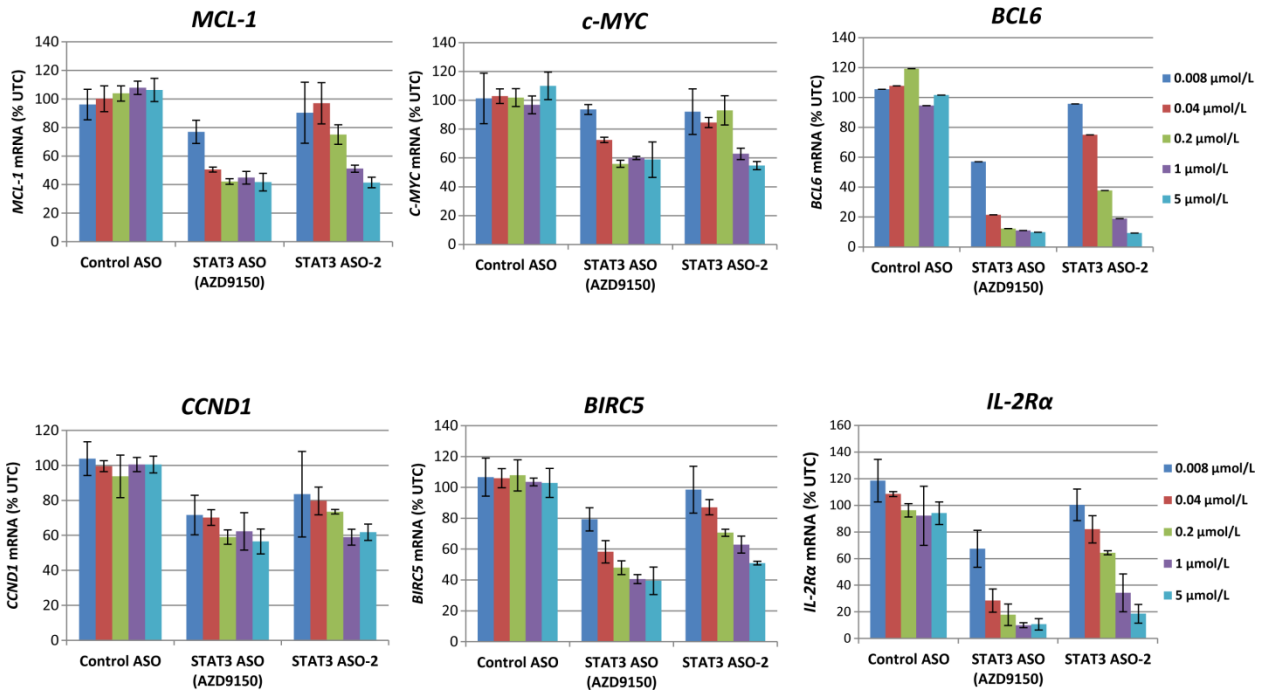 MCL-1
MCL-1 mRNA (% UTC)
140
120
100
80
60
40
20
0
Control ASO
STAT3 ASO
(AZD9150)
STAT3 ASO-2
c-MYC
C-MYC mRNA (% UTC)
140
120
100
80
60
40
20
0
Control ASO
STAT3 ASO
(AZD9150)
STAT3 ASO-2
BCL6
BCL6 mRNA (% UTC)
140
120
100
80
60
40
20
0
Control ASO
STAT3 ASO
(AZD9150)
STAT3 ASO-2
0.008 µmol/L
0.04 µmol/L
0.2 µmol/L
1 µmol/L
5 µmol/L
CCND1
CCND1 mRNA (% UTC)
120
100
80
60
40
20
0
Control ASO
STAT3 ASO
(AZD9150)
STAT3 ASO-2
BIRC5
BIRC5 mRNA (% UTC)
140
120
100
80
60
40
20
0
Control ASO
STAT3 ASO
(AZD9150)
STAT3 ASO-2
IL-2Rα
IL-2Rα mRNA (% UTC)
160
140
120
100
80
60
40
20
0
Control ASO
STAT3 ASO
(AZD9150)
STAT3 ASO-2
0.008 µmol/L
0.04 µmol/L
0.2 µmol/L
1 µmol/L
5 µmol/L